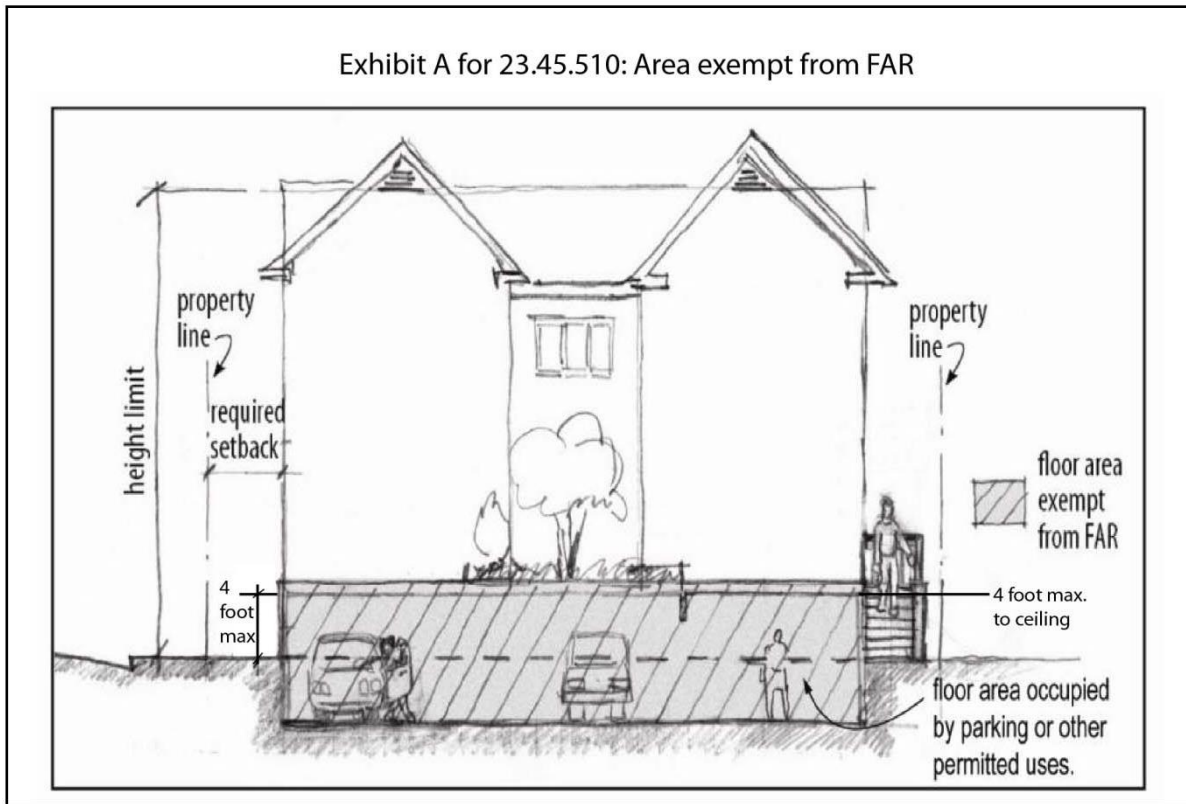 Exhibit A for 23.45.510: Area exempt from FAR
property
line
height limit
required
setback
property
line
floor area
exempt
from FAR
4
foot
max
4 foot max.
to ceiling
floor area occupied
by parking or other
permitted uses.